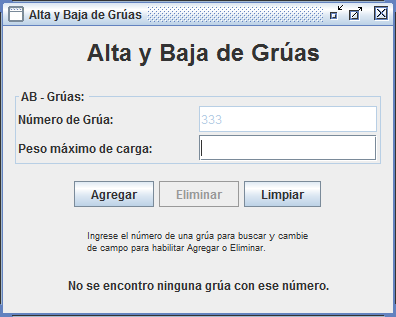 Alta y Baja de Grúas
Alta y Baja de Grúas
AB - Grúas:
Número de Grúa:
333
Peso máximo de carga:
Agregar
Eliminar
Limpiar
Ingrese el número de una grúa para buscar y cambie
de campo para habilitar Agregar o Eliminar.
No se encontro ninguna grúa con ese número.